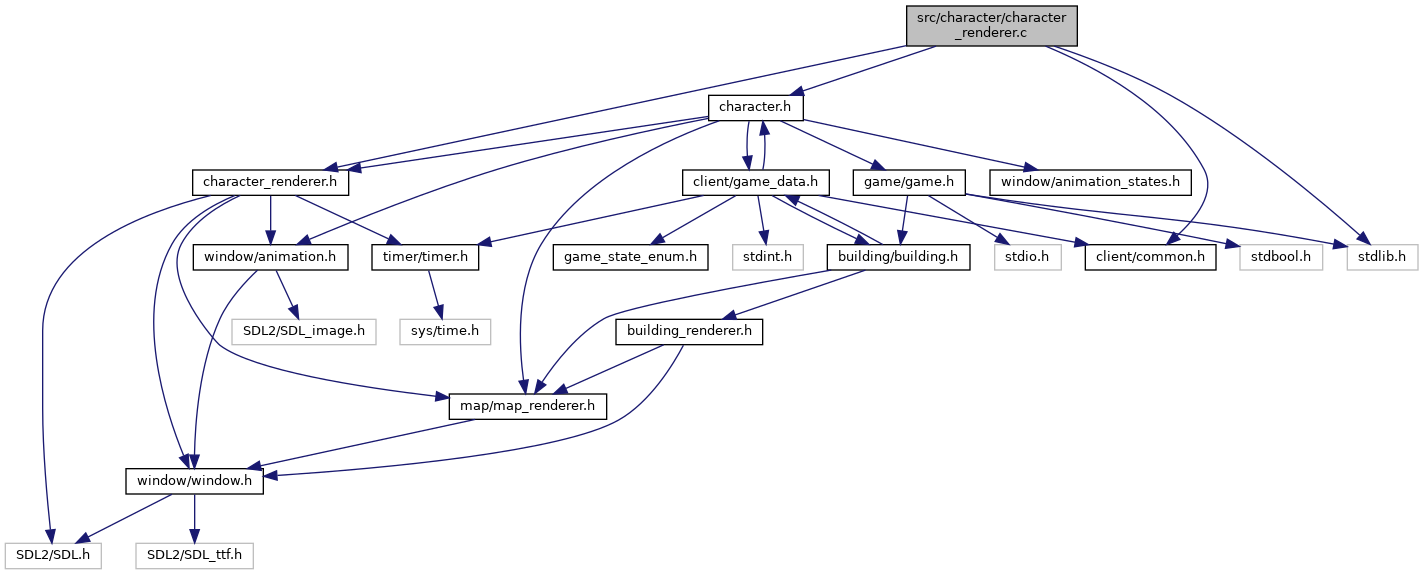 src/character/character
_renderer.c
character.h
character_renderer.h
client/game_data.h
game/game.h
window/animation_states.h
window/animation.h
timer/timer.h
game_state_enum.h
stdint.h
building/building.h
stdio.h
client/common.h
stdbool.h
stdlib.h
SDL2/SDL_image.h
sys/time.h
building_renderer.h
map/map_renderer.h
window/window.h
SDL2/SDL.h
SDL2/SDL_ttf.h